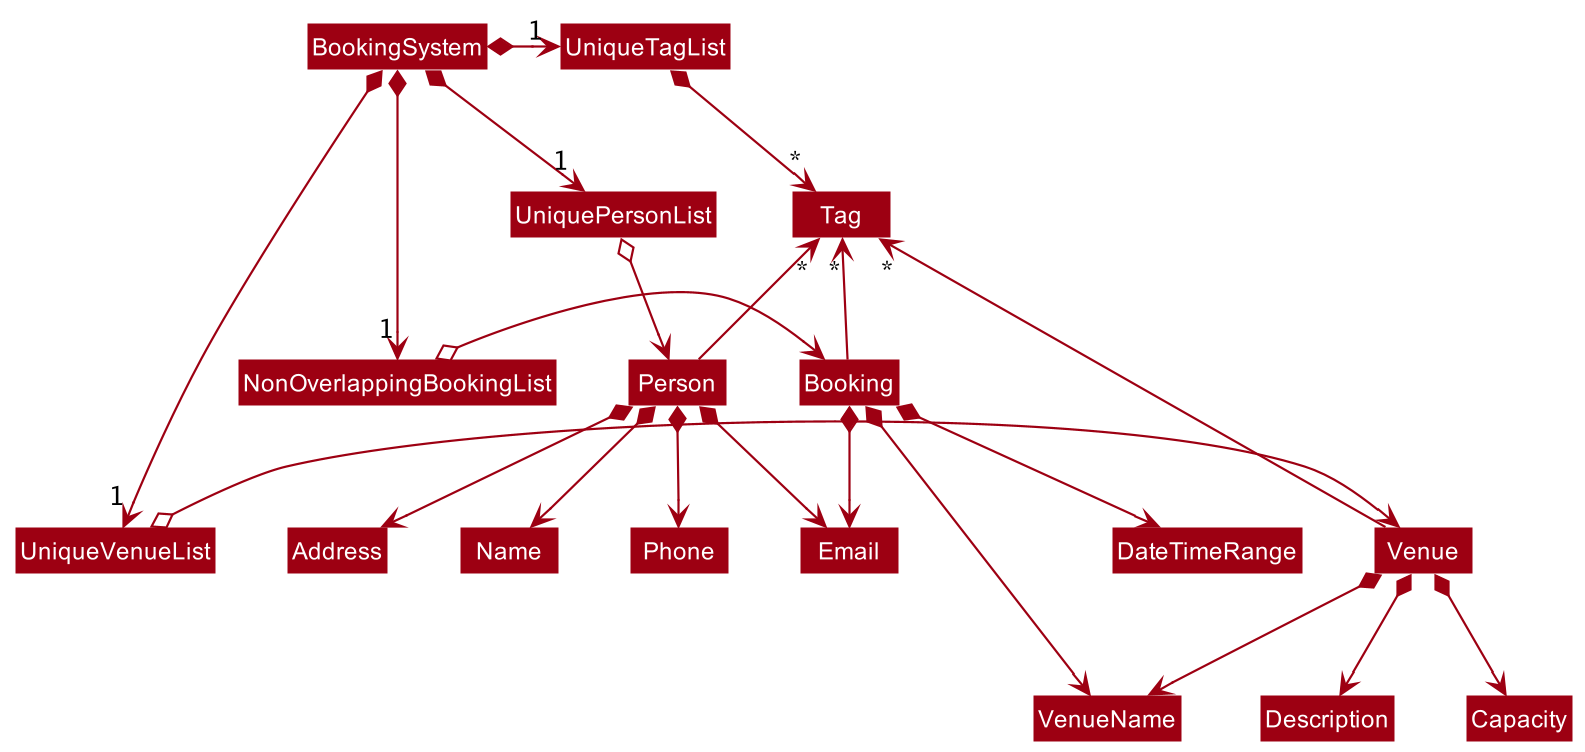 BookingSystem
1
UniqueTagList
1
*
UniquePersonList
Tag
*
*
*
1
NonOverlappingBookingList
Person
Booking
1
UniqueVenueList
Address
Name
Phone
Email
DateTimeRange
Venue
VenueName
Description
Capacity